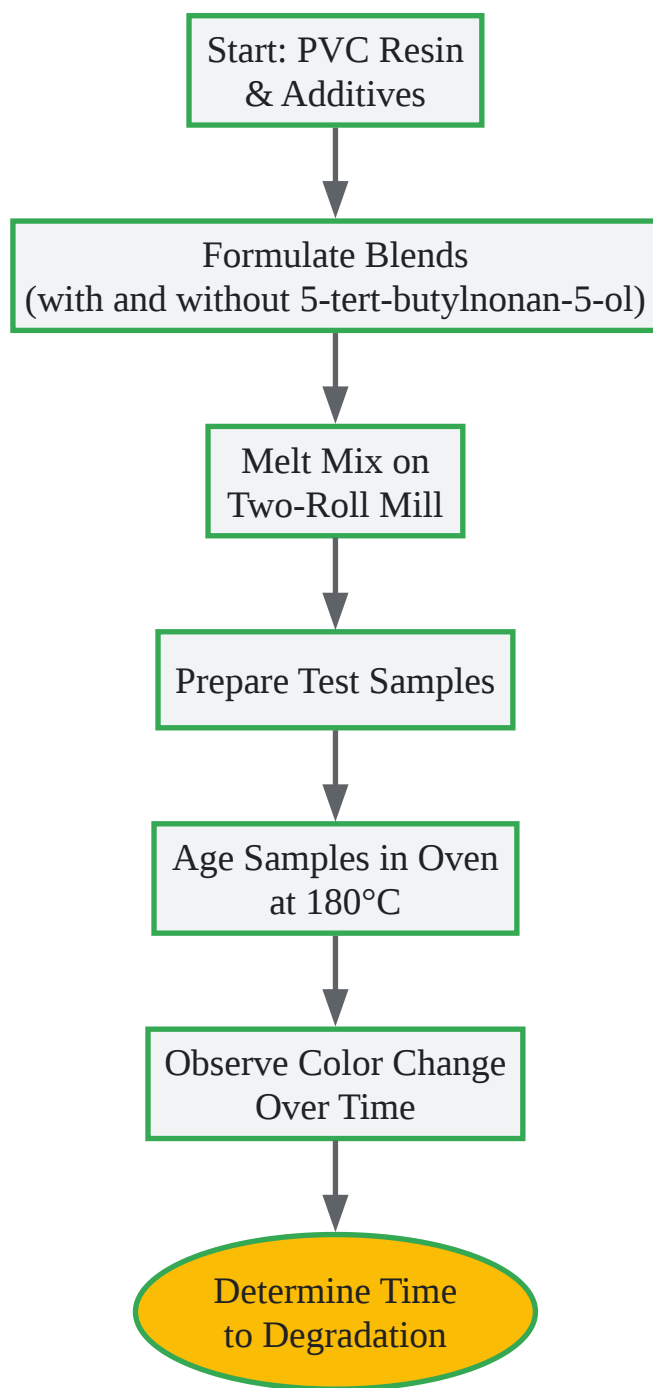 Start: PVC Resin
& Additives
Formulate Blends
(with and without 5-tert-butylnonan-5-ol)
Melt Mix on
Two-Roll Mill
Prepare Test Samples
Age Samples in Oven
at 180°C
Observe Color Change
Over Time
Determine Time
to Degradation